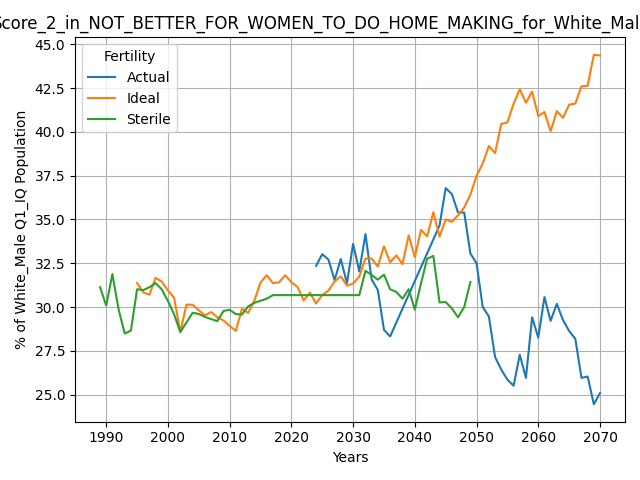 Score_2_in_NOT_BETTER_FOR_WOMEN_TO_DO_HOME_MAKING_for_White_Mal
Fertility
Actual
Ideal
Sterile
% of White_Male Q1_IQ Population
45.0
42.5
40.0
37.5
35.0
32.5
30.0
27.5
25.0
1990 2000 2010 2020 2030 2040 2050 2060 2070
Years